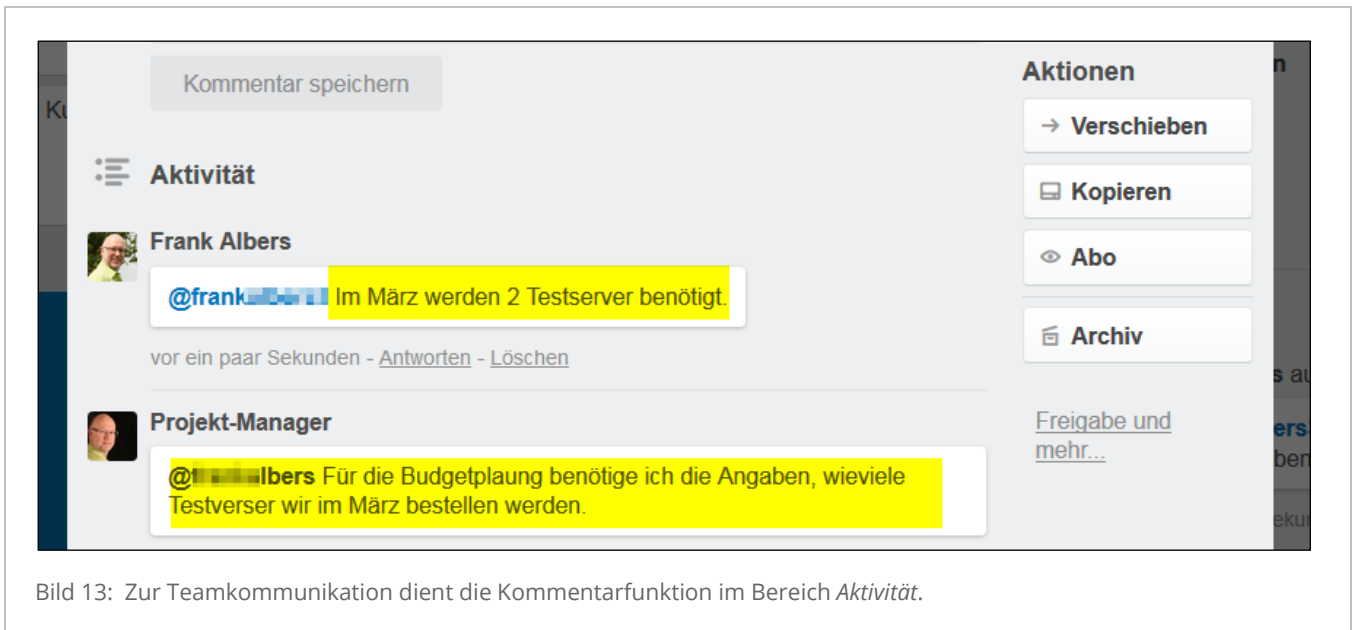 Kommentar speichern
Aktivität
Frank Albers
@frank Im März werden 2 Testserver benötigt.
vor ein paar Sekunden - Antworten - Löschen
Projekt-Manager
@ lbers Für die Budgetplaung benötige ich die Angaben, wieviele
Testverser wir im März bestellen werden.
Aktionen
→ Verschieben
Kopieren
Abo
Archiv
Freigabe und
mehr...
Bild 13: Zur Teamkommunikation dient die Kommentarfunktion im Bereich Aktivität.